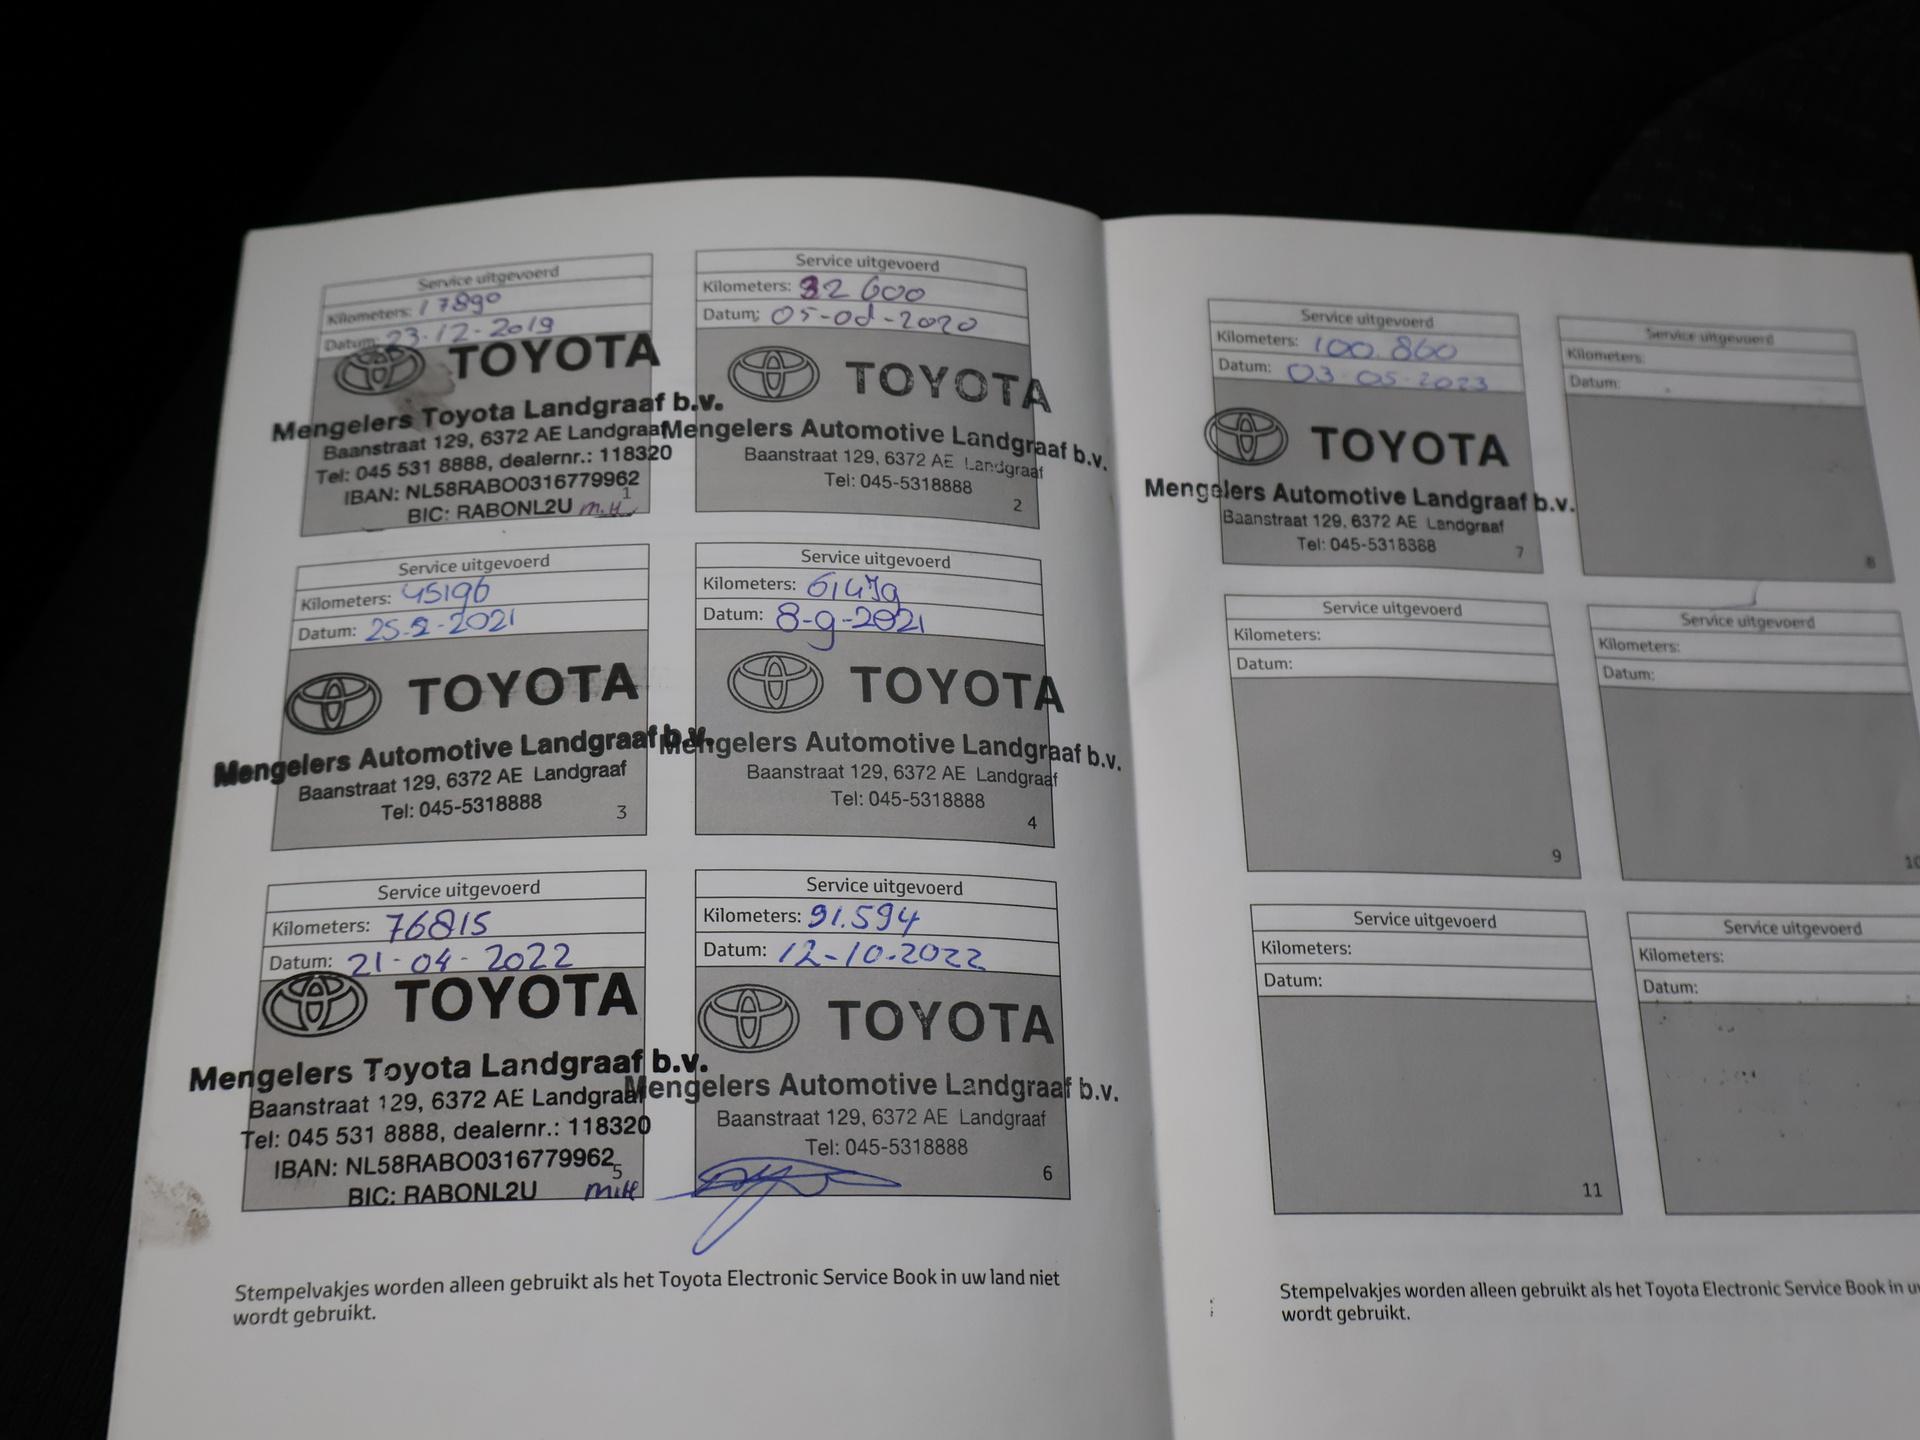 Service uitgevoerd
Kilometers: 17890
Datum: 23-12-2019
TOYOTA
Mengelers Toyota Landgraaf b.v.
Baanstraat 129, 6372 AE Landgraaf
Tel: 045 531 8888, dealernr.: 118320
IBAN: NL58RABO0316779962
1
BIC: RABONL2U
Service uitgevoerd
Kilometers: 32600
Datum:
TOYOTA
Mengelers Automotive Landgraaf b.v.
Baanstraat 129, 6372 AE Landgraaf
Tel: 045-5318888
2
Service uitgevoerd
Kilometers: 45196
Datum: 25-2-2021
TOYOTA
Mengelers Automotive Landgraaf b.v.
Baanstraat 129, 6372 AE Landgraaf
Tel: 045-5318888
3
Service uitgevoerd
Kilometers:
Datum: 8-9-2021
TOYOTA
Mengelers Automotive Landgraaf b.v.
Baanstraat 129, 6372 AE Landgraaf
Tel: 045-5318888
4
Service uitgevoerd
Kilometers: 76815
Datum: 21-04-2022
TOYOTA
Mengelers Toyota Landgraaf b.v.
Baanstraat 129, 6372 AE Landgraaf
Tel: 045 531 8888, dealernr.: 118320
IBAN: NL58RABO0316779962
5
BIC: RABONL2U
Service uitgevoerd
Kilometers: 91.594
Datum: 12-10-2022
TOYOTA
Mengelers Automotive Landgraaf b.v.
Baanstraat 129, 6372 AE Landgraaf
Tel: 045-5318888
6
Stempelvakjes worden alleen gebruikt als het Toyota Electronic Service Book in uw land niet
wordt gebruikt.
Service uitgevoerd
Kilometers: 100.860
Datum: 03-05-2023
TOYOTA
Mengelers Automotive Landgraaf b.v.
Baanstraat 129, 6372 AE Landgraaf
Tel: 045-5318888
7
Service uitgevoerd
Kilometers:
Datum:
8
Service uitgevoerd
Kilometers:
Datum:
9
Service uitgevoerd
Kilometers:
Datum:
10
Service uitgevoerd
Kilometers:
Datum:
11
Service uitgevoerd
Kilometers:
Datum:
Stempelvakjes worden alleen gebruikt als het Toyota Electronic Service Book in
wordt gebruikt.